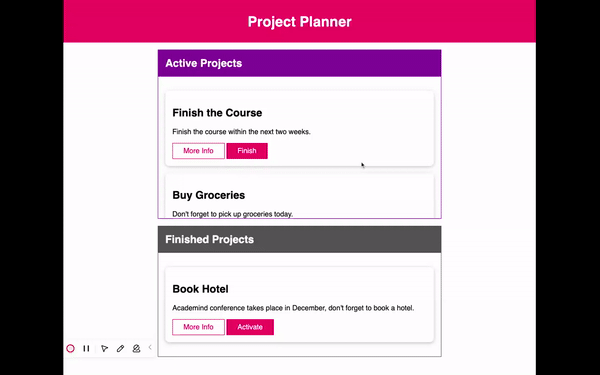 Project Planner
Active Projects
Finish the Course
Finish the course within the next two weeks.
More Info Finish
Buy Groceries
Don't forget to pick up groceries today.
Finished Projects
Book Hotel
Academind conference takes place in December, don't forget to book a hotel.
More Info Activate